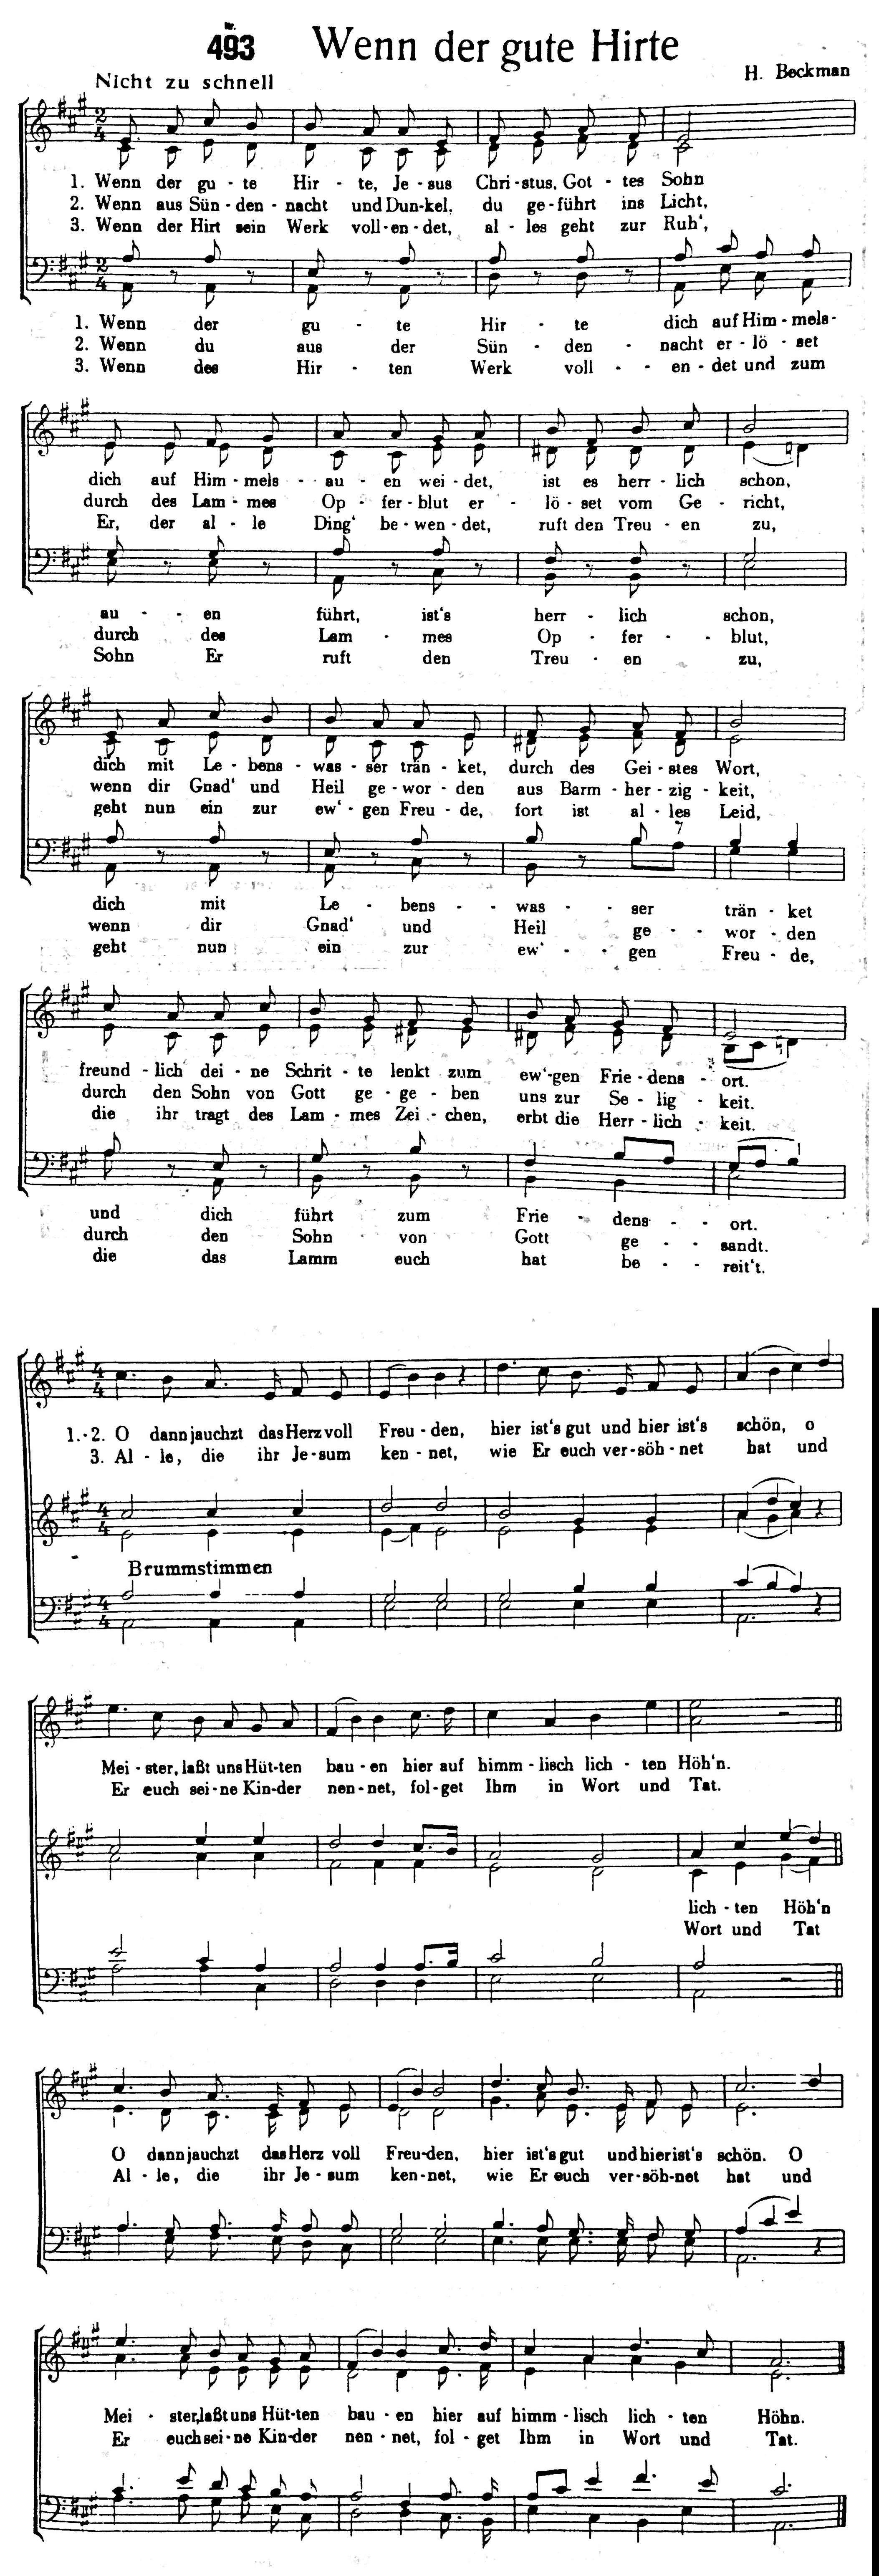 Nr.
493 Wenn der gute Hirte
H. Beckman
Nicht zu schnell
1. Wenn der gu - te Hir - te, Je - sus Chri - stus, Got - tes Sohn
2. Wenn aus Sün - den - nacht und Dun - kel, du ge - führt ins Licht,
3. Wenn der Hirt sein Werk voll - en - det, al - les geht zur Ruh',
1. Wenn der gu - te Hir - te dich auf Him - mels -
2. Wenn du aus der Sün - den - nacht er - lö - set
3. Wenn des Hir - ten Werk voll - - en - det und zum
dich auf Him - mels - au - en wei - det, ist es herr - lich schon,
durch des Lam - mes Op - fer - blut er - lö - set vom Ge - richt,
Er, der al - le Ding' be - wen - det, ruft den Treu - en zu,
au - - en führt, ist's herr - lich schon,
durch des Lam - mes Op - fer - - blut,
Sohn Er ruft den Treu - en zu,
dich mit Le - bens - was - ser trän - ket, durch des Gei - stes Wort,
wenn dir Gnad' und Heil ge - wor - den aus Barm - her - zig - keit,
geht nun ein zur ew' - gen Freu - de, fort ist al - les Leid,
dich mit Le - bens - - was - - ser trän - ket
wenn dir Gnad' und Heil ge - - wor - den
geht nun ein zur ew' - - gen Freu - de,
freund - lich dei - ne Schrit - te lenkt zum ew' - gen Frie - dens - ort.
durch den Sohn von Gott ge - ge - ben uns zur Se - lig - keit.
die ihr tragt des Lam - mes Zei - chen, erbt die Herr - lich - keit.
und dich führt zum Frie - dens - - ort.
durch den Sohn von Gott ge - - sandt.
die das Lamm euch hat be - - reit't.
1.-2. O dann jauchzt das Herz voll Freu - den, hier ist's gut und hier ist's schön, o
3. Al - le, die ihr Je - sum ken - net, wie Er euch ver - söh - net hat und
Brummstimmen
Mei - ster, laßt uns Hüt - ten bau - en hier auf himm - lisch lich - ten Höh'n.
Er euch sei - ne Kin - der nen - net, fol - get Ihm in Wort und Tat.
lich - ten Höh'n
Wort und Tat
O dann jauchzt das Herz voll Freu - den, hier ist's gut und hier ist's schön. O
Al - le, die ihr Je - sum ken - net, wie Er euch ver - söh - net hat und
Mei - ster, laßt uns Hüt - ten bau - en hier auf himm - lisch lich - ten Höhn.
Er euch sei - ne Kin - der nen - net, fol - get Ihm in Wort und Tat.